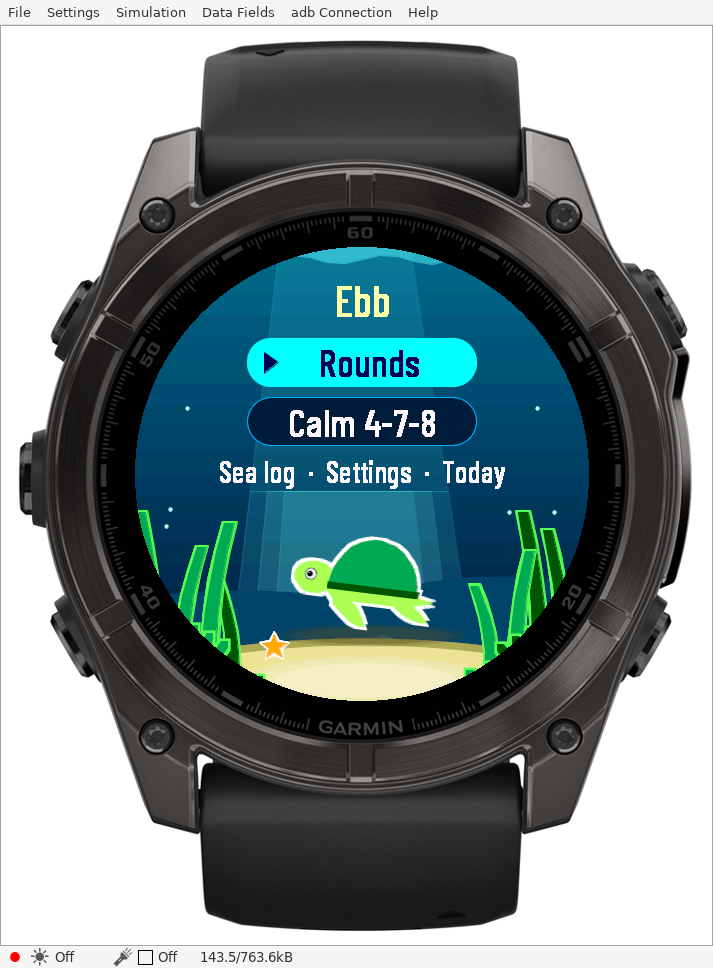 File Settings Simulation Data Fields adb Connection Help
60
Ebb
50
Rounds
Calm 4-7-8
Sea log · Settings · Today
40
20
GARMIN
Off Off 143.5/763.6kB